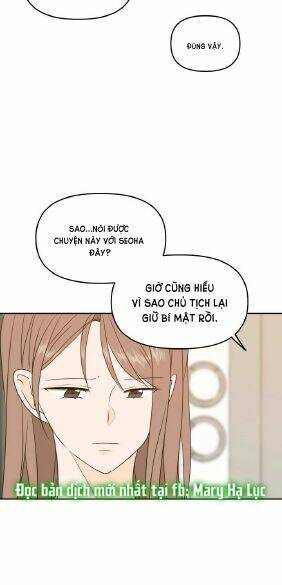 ĐÚNG VẬY.
SAO...NÓI ĐƯỢC
CHUYỆN NÀY VỚI SEOHA
ĐÂY?
GIỜ CŨNG HIỂU
VÌ SAO CHỦ TỊCH LẠI
GIỮ BÍ MẬT RỒI.
Đọc bản dịch mới nhất tại fb: Mary Hạ Lục